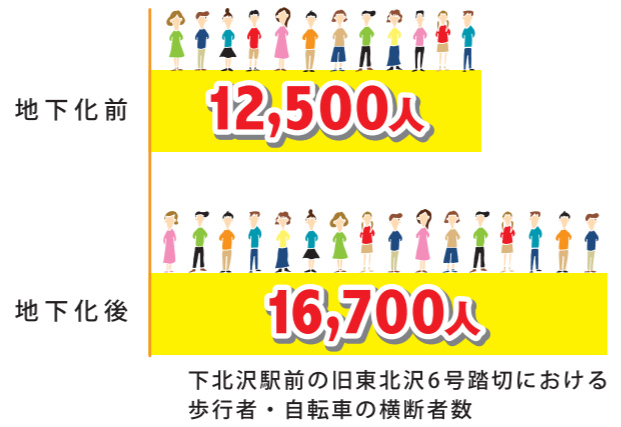 地下化前
12,500人
地下化後
16,700人
下北沢駅前の旧東北沢6号踏切における
歩行者・自転車の横断者数